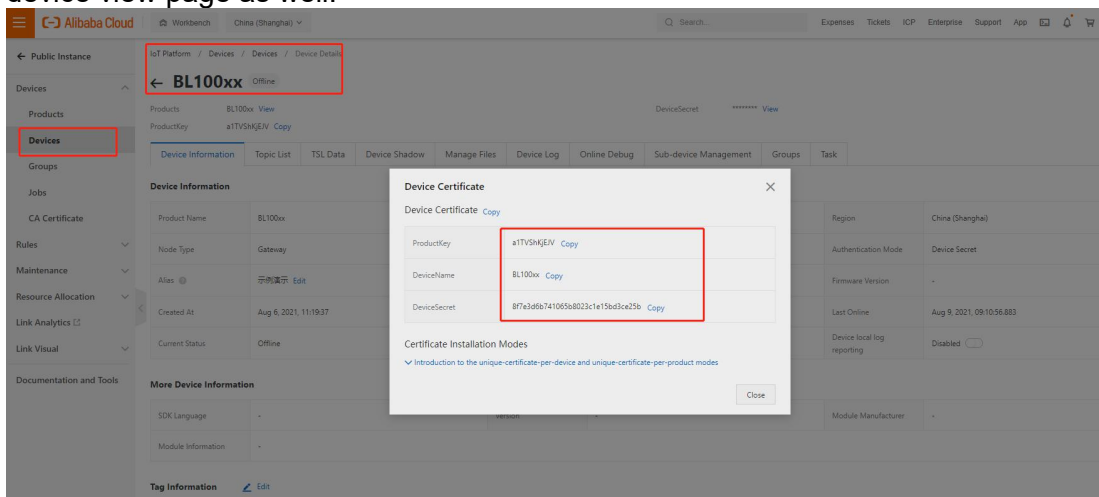 device view page as well.
Alibaba Cloud Workbench China (Shanghai) Search... Expenses Tickets ICP Enterprise Support App
Public Instance
IoT Platform / Devices / Devices / Device Details
BL100xx Offline
Devices
Products
Devices
Groups
Jobs
CA Certificate
Rules
Maintenance
Resource Allocation
Link Analytics
Link Visual
Documentation and Tools
Products BL100xx View DeviceSecret ******** View
ProductKey a1TVShKjEJV Copy
Device Information Topic List TSL Data Device Shadow Manage Files Device Log Online Debug Sub-device Management Groups Task
Device Information
Product Name BL100xx Region China (Shanghai)
Node Type Gateway Authentication Mode Device Secret
Alias 示例演示 Edit Firmware Version -
Created At Aug 6, 2021, 11:19:37 Last Online Aug 9, 2021, 09:10:56.883
Current Status Offline Device local log reporting Disabled
Device Certificate
Device Certificate Copy
ProductKey a1TVShKjEJV Copy
DeviceName BL100xx Copy
DeviceSecret 8f7e3d6b741065b8023c1e15bd3ce25b Copy
Certificate Installation Modes
Introduction to the unique-certificate-per-device and unique-certificate-per-product modes
Close
More Device Information
SDK Language - Version - Module Manufacturer -
Module Information -
Tag Information Edit